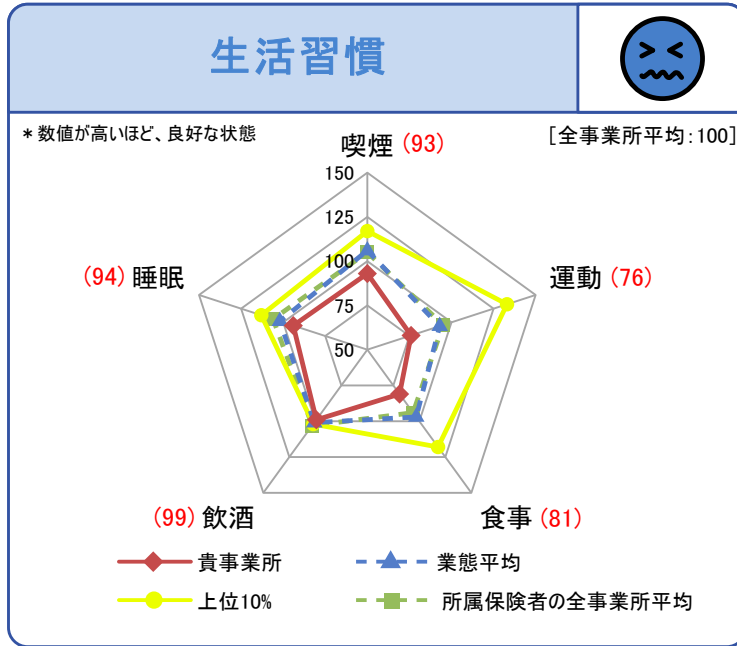 生活習慣
*数値が高いほど、良好な状態
[全事業所平均:100]
喫煙 (93)
150
125
100
75
50
(94) 睡眠
運動 (76)
(99) 飲酒
食事 (81)
貴事業所
業態平均
上位10%
所属保険者の全事業所平均